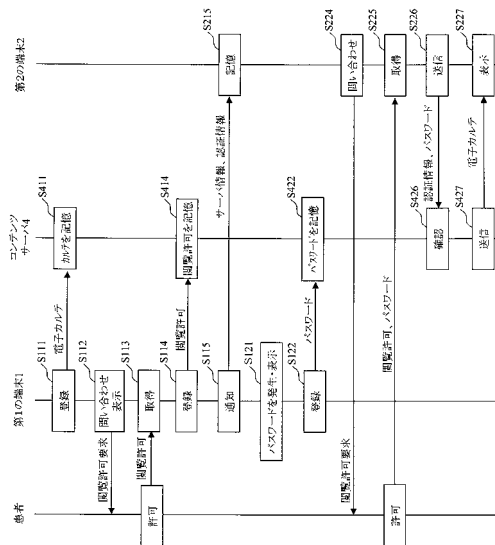 患者
第1の端末1
コンテンツ
サーバ4
第2の端末2
S111
登録
電子カルテ
S411
カルテを記憶
S112
問い合わせ
表示
閲覧許可要求
許可
閲覧許可
S113
取得
S114
登録
閲覧許可
S414
閲覧許可を記憶
S115
通知
サーバ情報、認証情報
S215
記憶
S121
パスワードを発生・表示
S122
登録
パスワード
S422
パスワードを記憶
S224
問い合わせ
閲覧許可要求
許可
閲覧許可、パスワード
S225
取得
S226
送信
認証情報、パスワード
S426
確認
S427
送信
電子カルテ
S227
表示